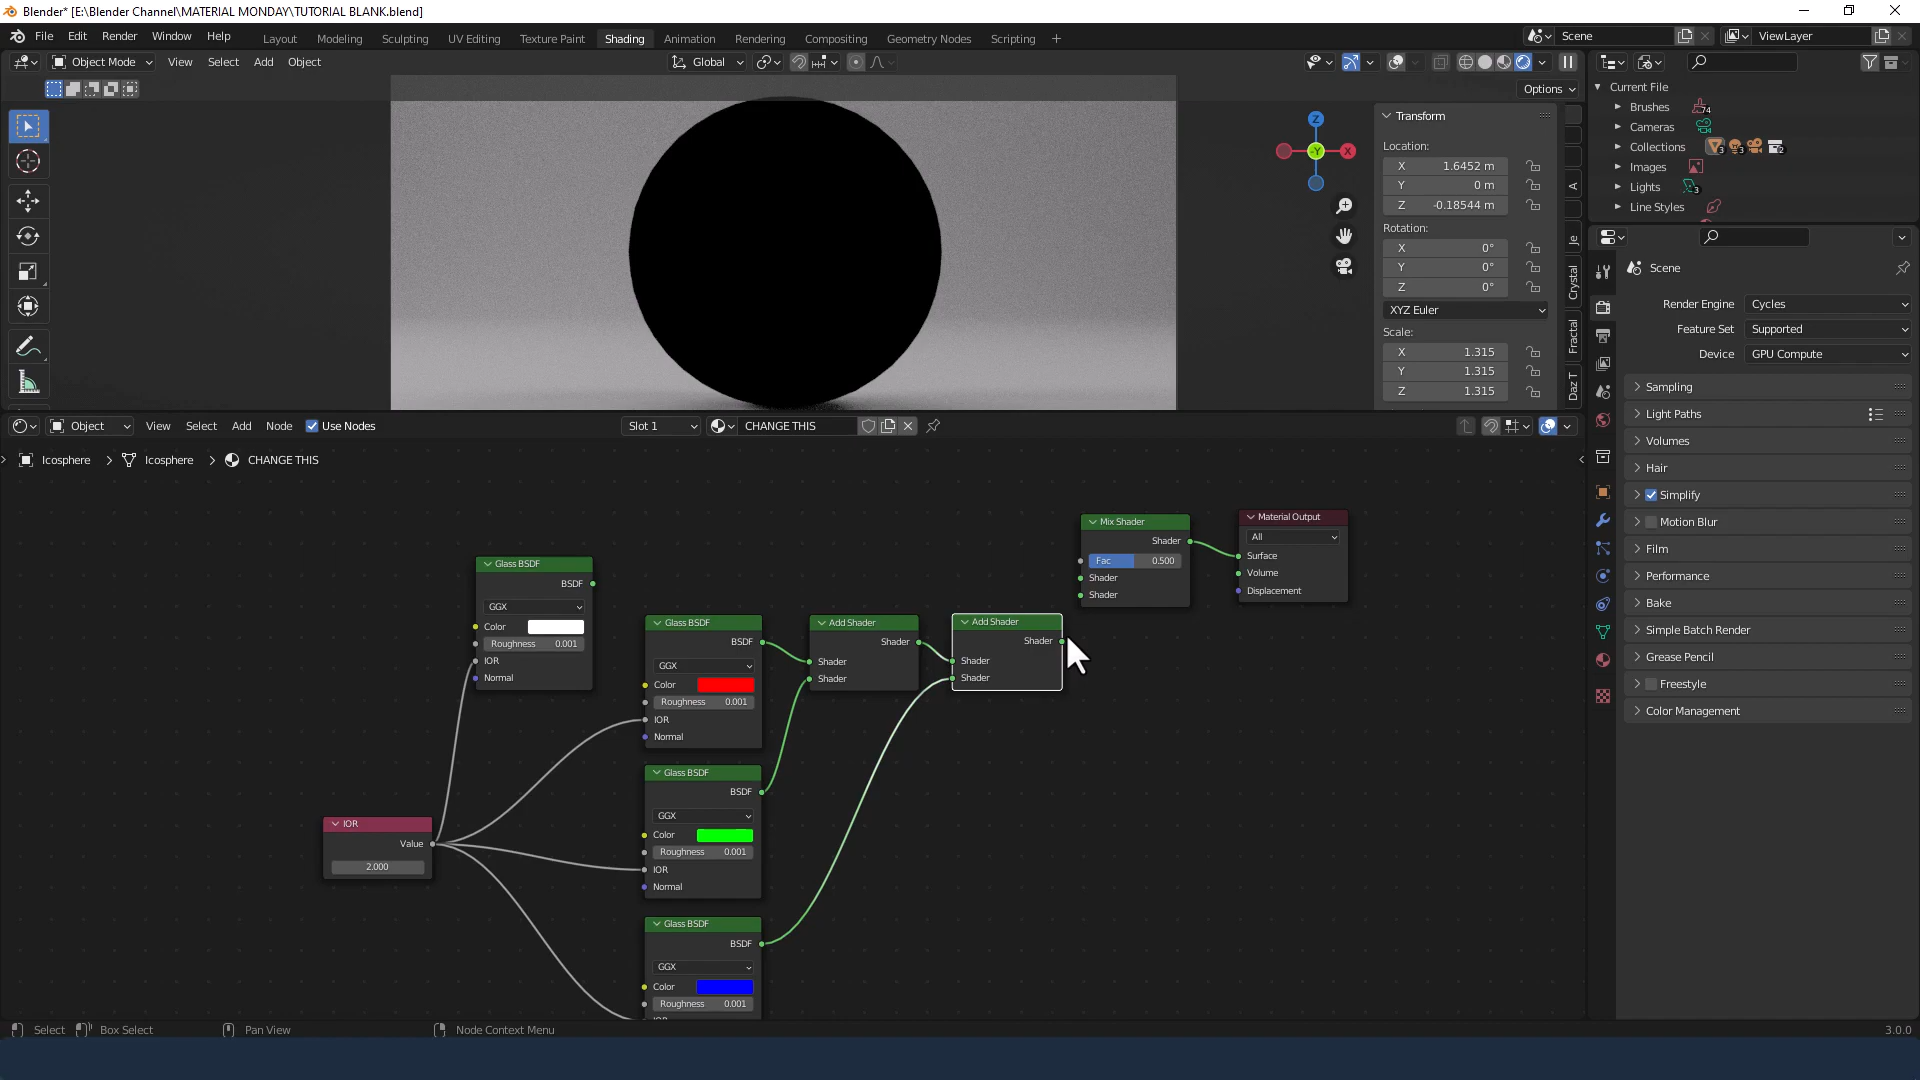 Blender* [E:\Blender Channel\MATERIAL MONDAY\TUTORIAL BLANK.blend]
File Edit Render Window Help
Layout Modeling Sculpting UV Editing Texture Paint Shading Animation Rendering Compositing Geometry Nodes Scripting +
Scene
ViewLayer
Object Mode View Select Add Object
Global
Options
Transform
Location:
X 1.6452 m
Y 0 m
Z -0.18544 m
Rotation:
X 0°
Y 0°
Z 0°
XYZ Euler
Scale:
X 1.315
Y 1.315
Z 1.315
A
Je
Crystal
Fractal
Daz T
Z
-Y
X
Current File
Brushes 74
Cameras
Collections 3 3 2
Images
Lights 3
Line Styles
Scene
Render Engine Cycles
Feature Set Supported
Device GPU Compute
Sampling
Light Paths
Volumes
Hair
Simplify
Motion Blur
Film
Performance
Bake
Simple Batch Render
Grease Pencil
Freestyle
Color Management
Object View Select Add Node Use Nodes
Slot 1
CHANGE THIS
Icosphere > Icosphere > CHANGE THIS
Glass BSDF
BSDF
GGX
Color
Roughness 0.001
IOR
Normal
IOR
Value
2.000
Glass BSDF
BSDF
GGX
Color
Roughness 0.001
IOR
Normal
Glass BSDF
BSDF
GGX
Color
Roughness 0.001
IOR
Normal
Glass BSDF
BSDF
GGX
Color
Roughness 0.001
Add Shader
Shader
Shader
Shader
Add Shader
Shader
Shader
Shader
Mix Shader
Shader
Fac 0.500
Shader
Shader
Material Output
All
Surface
Volume
Displacement
Select Box Select Pan View Node Context Menu
3.0.0